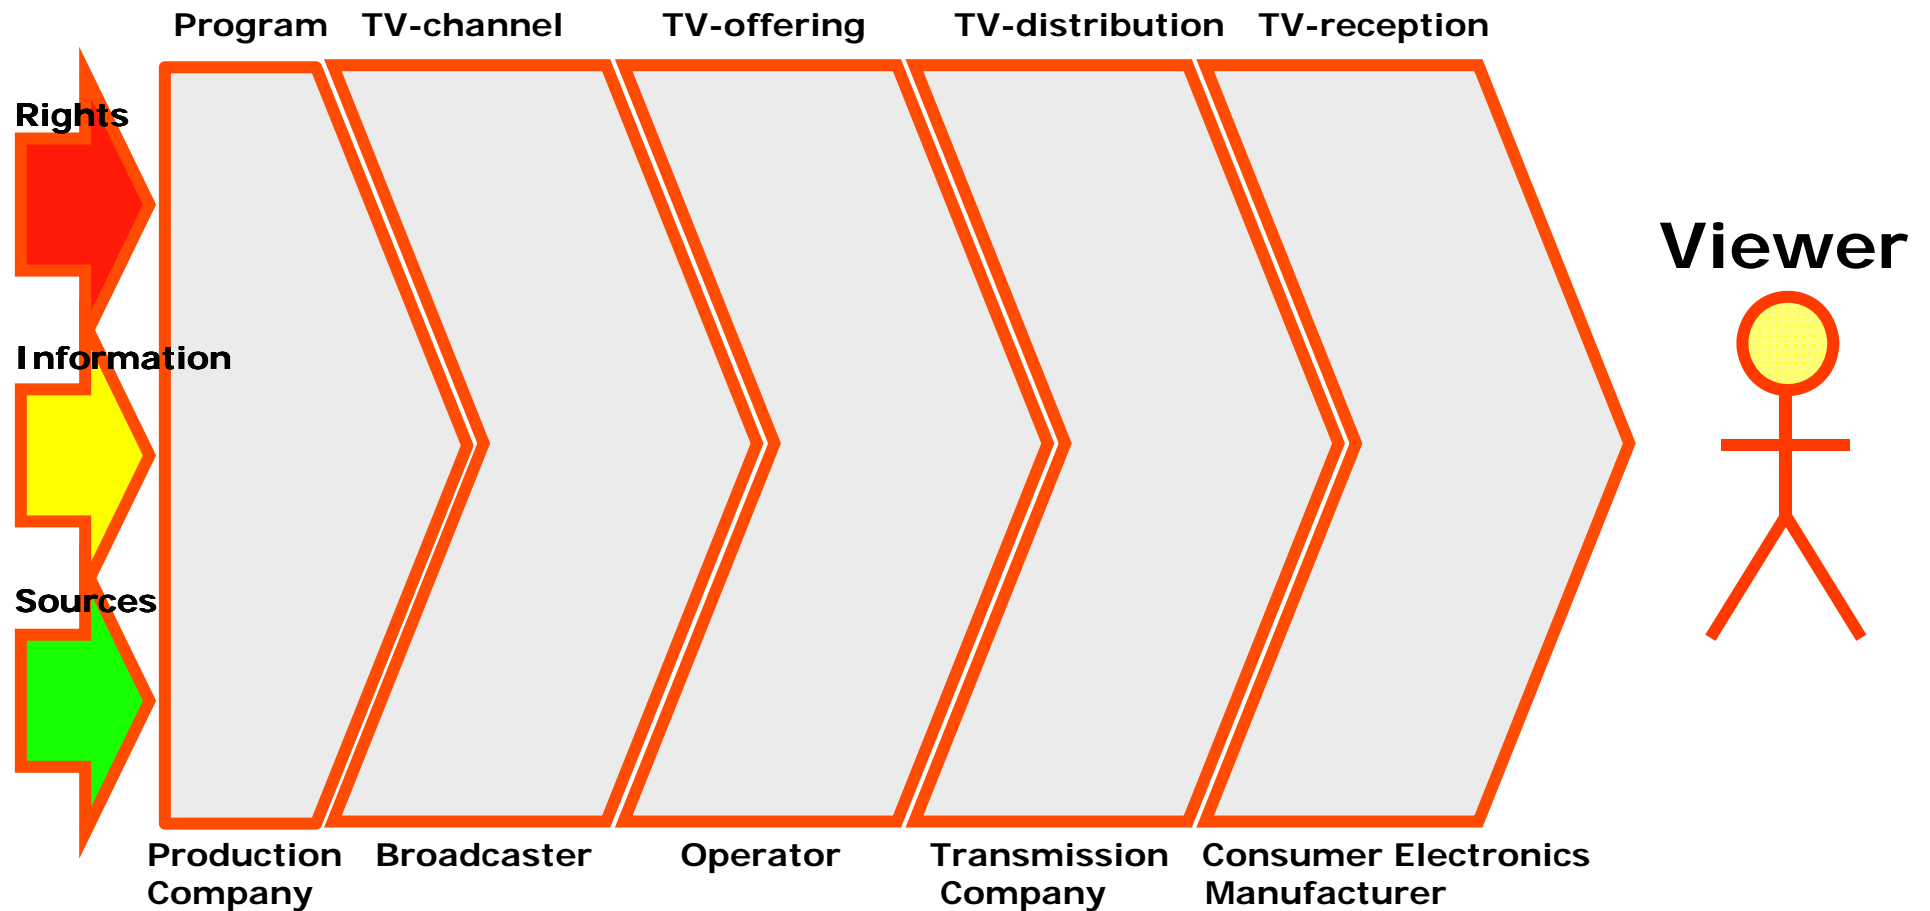 Program TV-channel TV-offering TV-distribution TV-reception
Rights
Viewer
Information
Sources
Production Company
Broadcaster
Operator
Transmission Company
Consumer Electronics Manufacturer